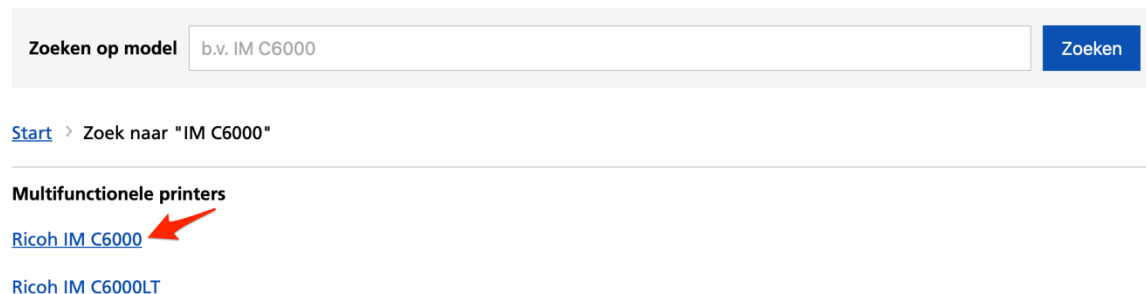 Zoeken op model b.v. IM C6000 Zoeken
Start > Zoek naar "IM C6000"
Multifunctionele printers
Ricoh IM C6000
Ricoh IM C6000LT